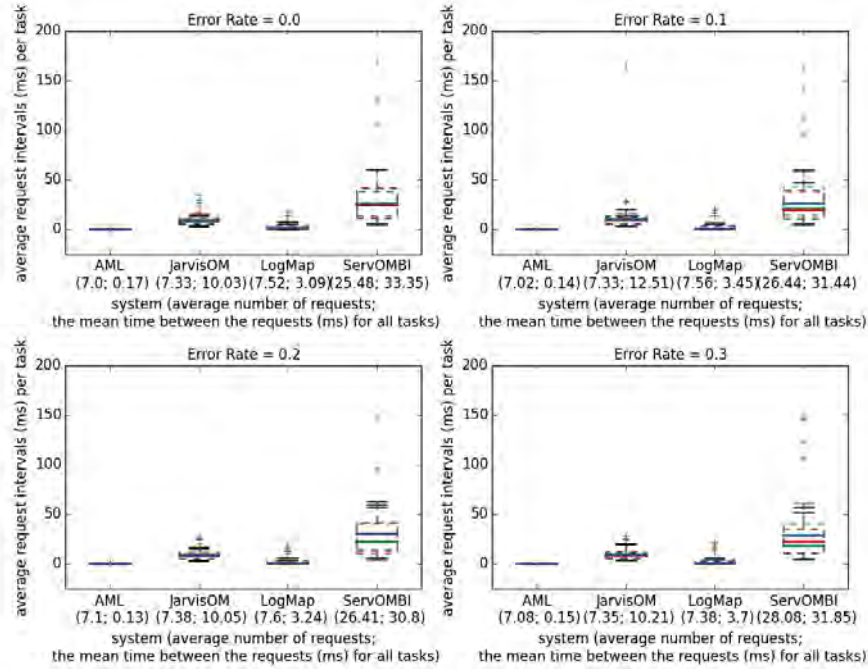 Error Rate = 0.0
average request intervals (ms) per task
200
150
100
50
0
AML JarvisOM LogMap ServOMBI
(7.0; 0.17) (7.33; 10.03) (7.52; 3.09)(25.48; 33.35)
system (average number of requests;
the mean time between the requests (ms) for all tasks)
Error Rate = 0.1
average request intervals (ms) per task
200
150
100
50
0
AML JarvisOM LogMap ServOMBI
(7.02; 0.14) (7.33; 12.51) (7.56; 3.45)(26.44; 31.44)
system (average number of requests;
the mean time between the requests (ms) for all tasks)
Error Rate = 0.2
average request intervals (ms) per task
200
150
100
50
0
AML JarvisOM LogMap ServOMBI
(7.1; 0.13) (7.38; 10.05) (7.6; 3.24) (26.41; 30.8)
system (average number of requests;
the mean time between the requests (ms) for all tasks)
Error Rate = 0.3
average request intervals (ms) per task
200
150
100
50
0
AML JarvisOM LogMap ServOMBI
(7.08; 0.15) (7.35; 10.21) (7.38; 3.7) (28.08; 31.85)
system (average number of requests;
the mean time between the requests (ms) for all tasks)